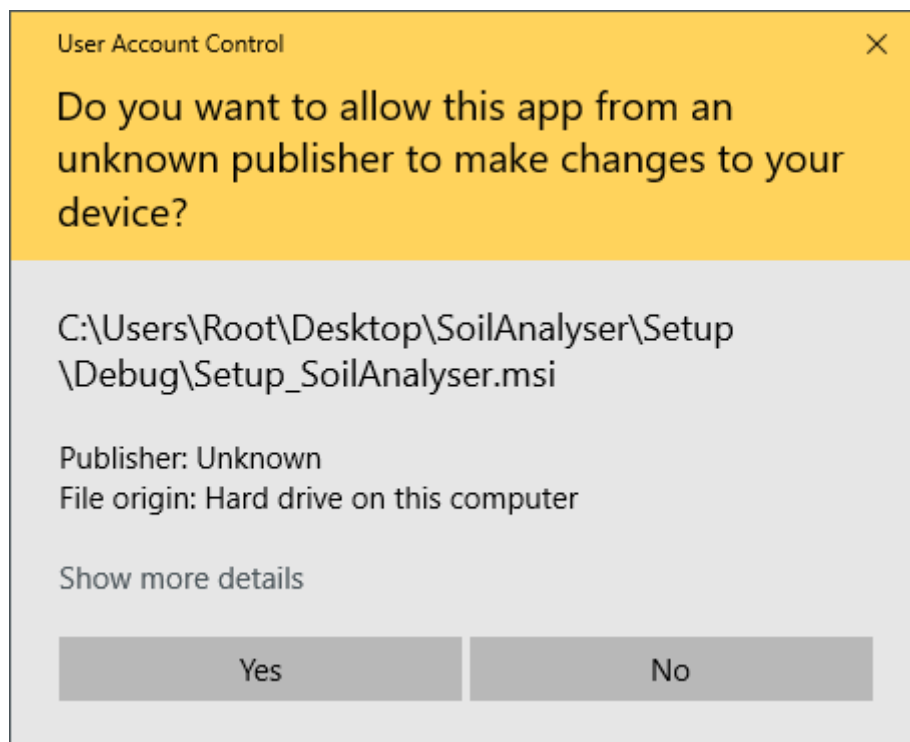 User Account Control
Do you want to allow this app from an
unknown publisher to make changes to your
device?
C:\Users\Root\Desktop\SoilAnalyser\Setup
\Debug\Setup_SoilAnalyser.msi
Publisher: Unknown
File origin: Hard drive on this computer
Show more details
Yes
No